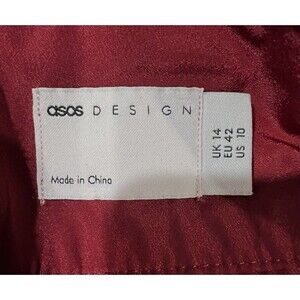 asos DESIGN
Made in China
UK 14
EU 42
US 10